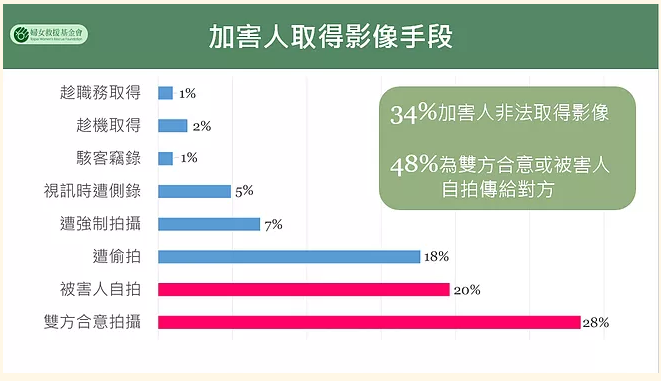 婦女救援基金會
Taipei Women's Rescue Foundation
加害人取得影像手段
趁職務取得 1%
趁機取得 2%
駭客竊錄 1%
視訊時遭側錄 5%
遭強制拍攝 7%
遭偷拍 18%
被害人自拍 20%
雙方合意拍攝 28%
34%加害人非法取得影像
48%為雙方合意或被害人
自拍傳給對方